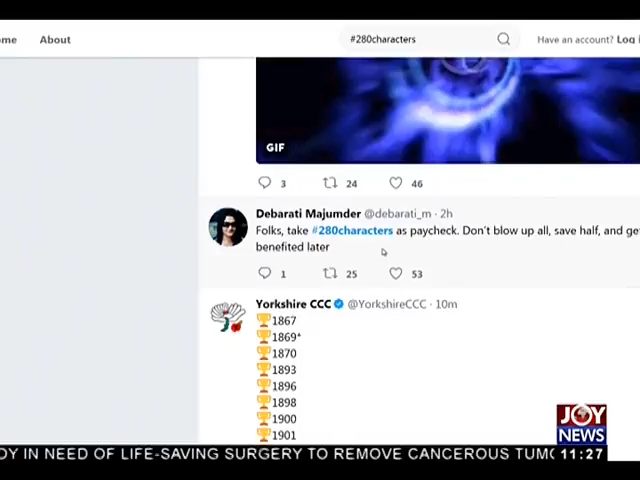 ome About #280characters Have an account? Log i
GIF
3 24 46
Debarati Majumder @debarati_m · 2h
Folks, take #280characters as paycheck. Don't blow up all, save half, and ge
benefited later
1 25 53
Yorkshire CCC @YorkshireCCC · 10m
1867
1869*
1870
1893
1896
1898
1900
1901
JOY
NEWS
OY IN NEED OF LIFE-SAVING SURGERY TO REMOVE CANCEROUS TUMO 11:27